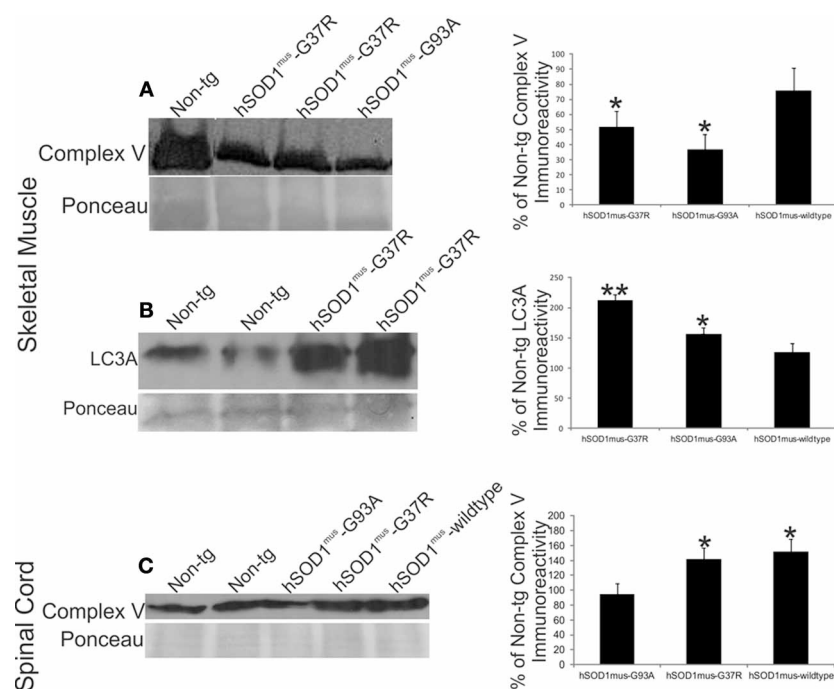 Skeletal Muscle
A
Non-tg
hSOD1mus-G37R
hSOD1mus-G37R
hSOD1mus-G93A
Complex V
Ponceau
% of Non-tg Complex V
Immunoreactivity
100
90
80
70
60
50
40
30
20
10
0
*
*
hSOD1mus-G37R
hSOD1mus-G93A
hSOD1mus-wildtype
B
Non-tg
Non-tg
hSOD1mus-G37R
hSOD1mus-G37R
LC3A
Ponceau
% of Non-tg LC3A
Immunoreactivity
250
200
150
100
50
0
**
*
hSOD1mus-G37R
hSOD1mus-G93A
hSOD1mus-wildtype
Spinal Cord
C
Non-tg
Non-tg
hSOD1mus-G93A
hSOD1mus-G37R
hSOD1mus-wildtype
Complex V
Ponceau
% of Non-tg Complex V
Immunoreactivity
200
180
160
140
120
100
80
60
40
20
0
*
*
hSOD1mus-G93A
hSOD1mus-G37R
hSOD1mus-wildtype